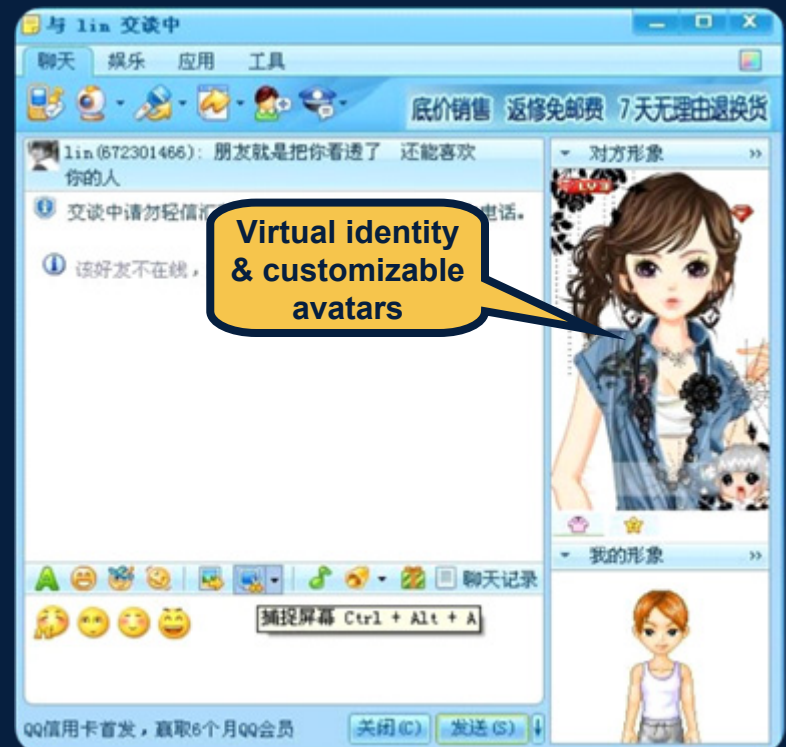 与 lin 交谈中
聊天 娱乐 应用 工具
底价销售 返修免邮费 7天无理由退换货
lin(672301466): 朋友就是把你看透了 还能喜欢
你的人
交谈中请勿轻信汇 电话。
该好友不在线，
Virtual identity
& customizable
avatars
对方形象
LV3
我的形象
聊天记录
捕捉屏幕 Ctrl + Alt + A
QQ信用卡首发，赢取6个月QQ会员
关闭(C) 发送(S)